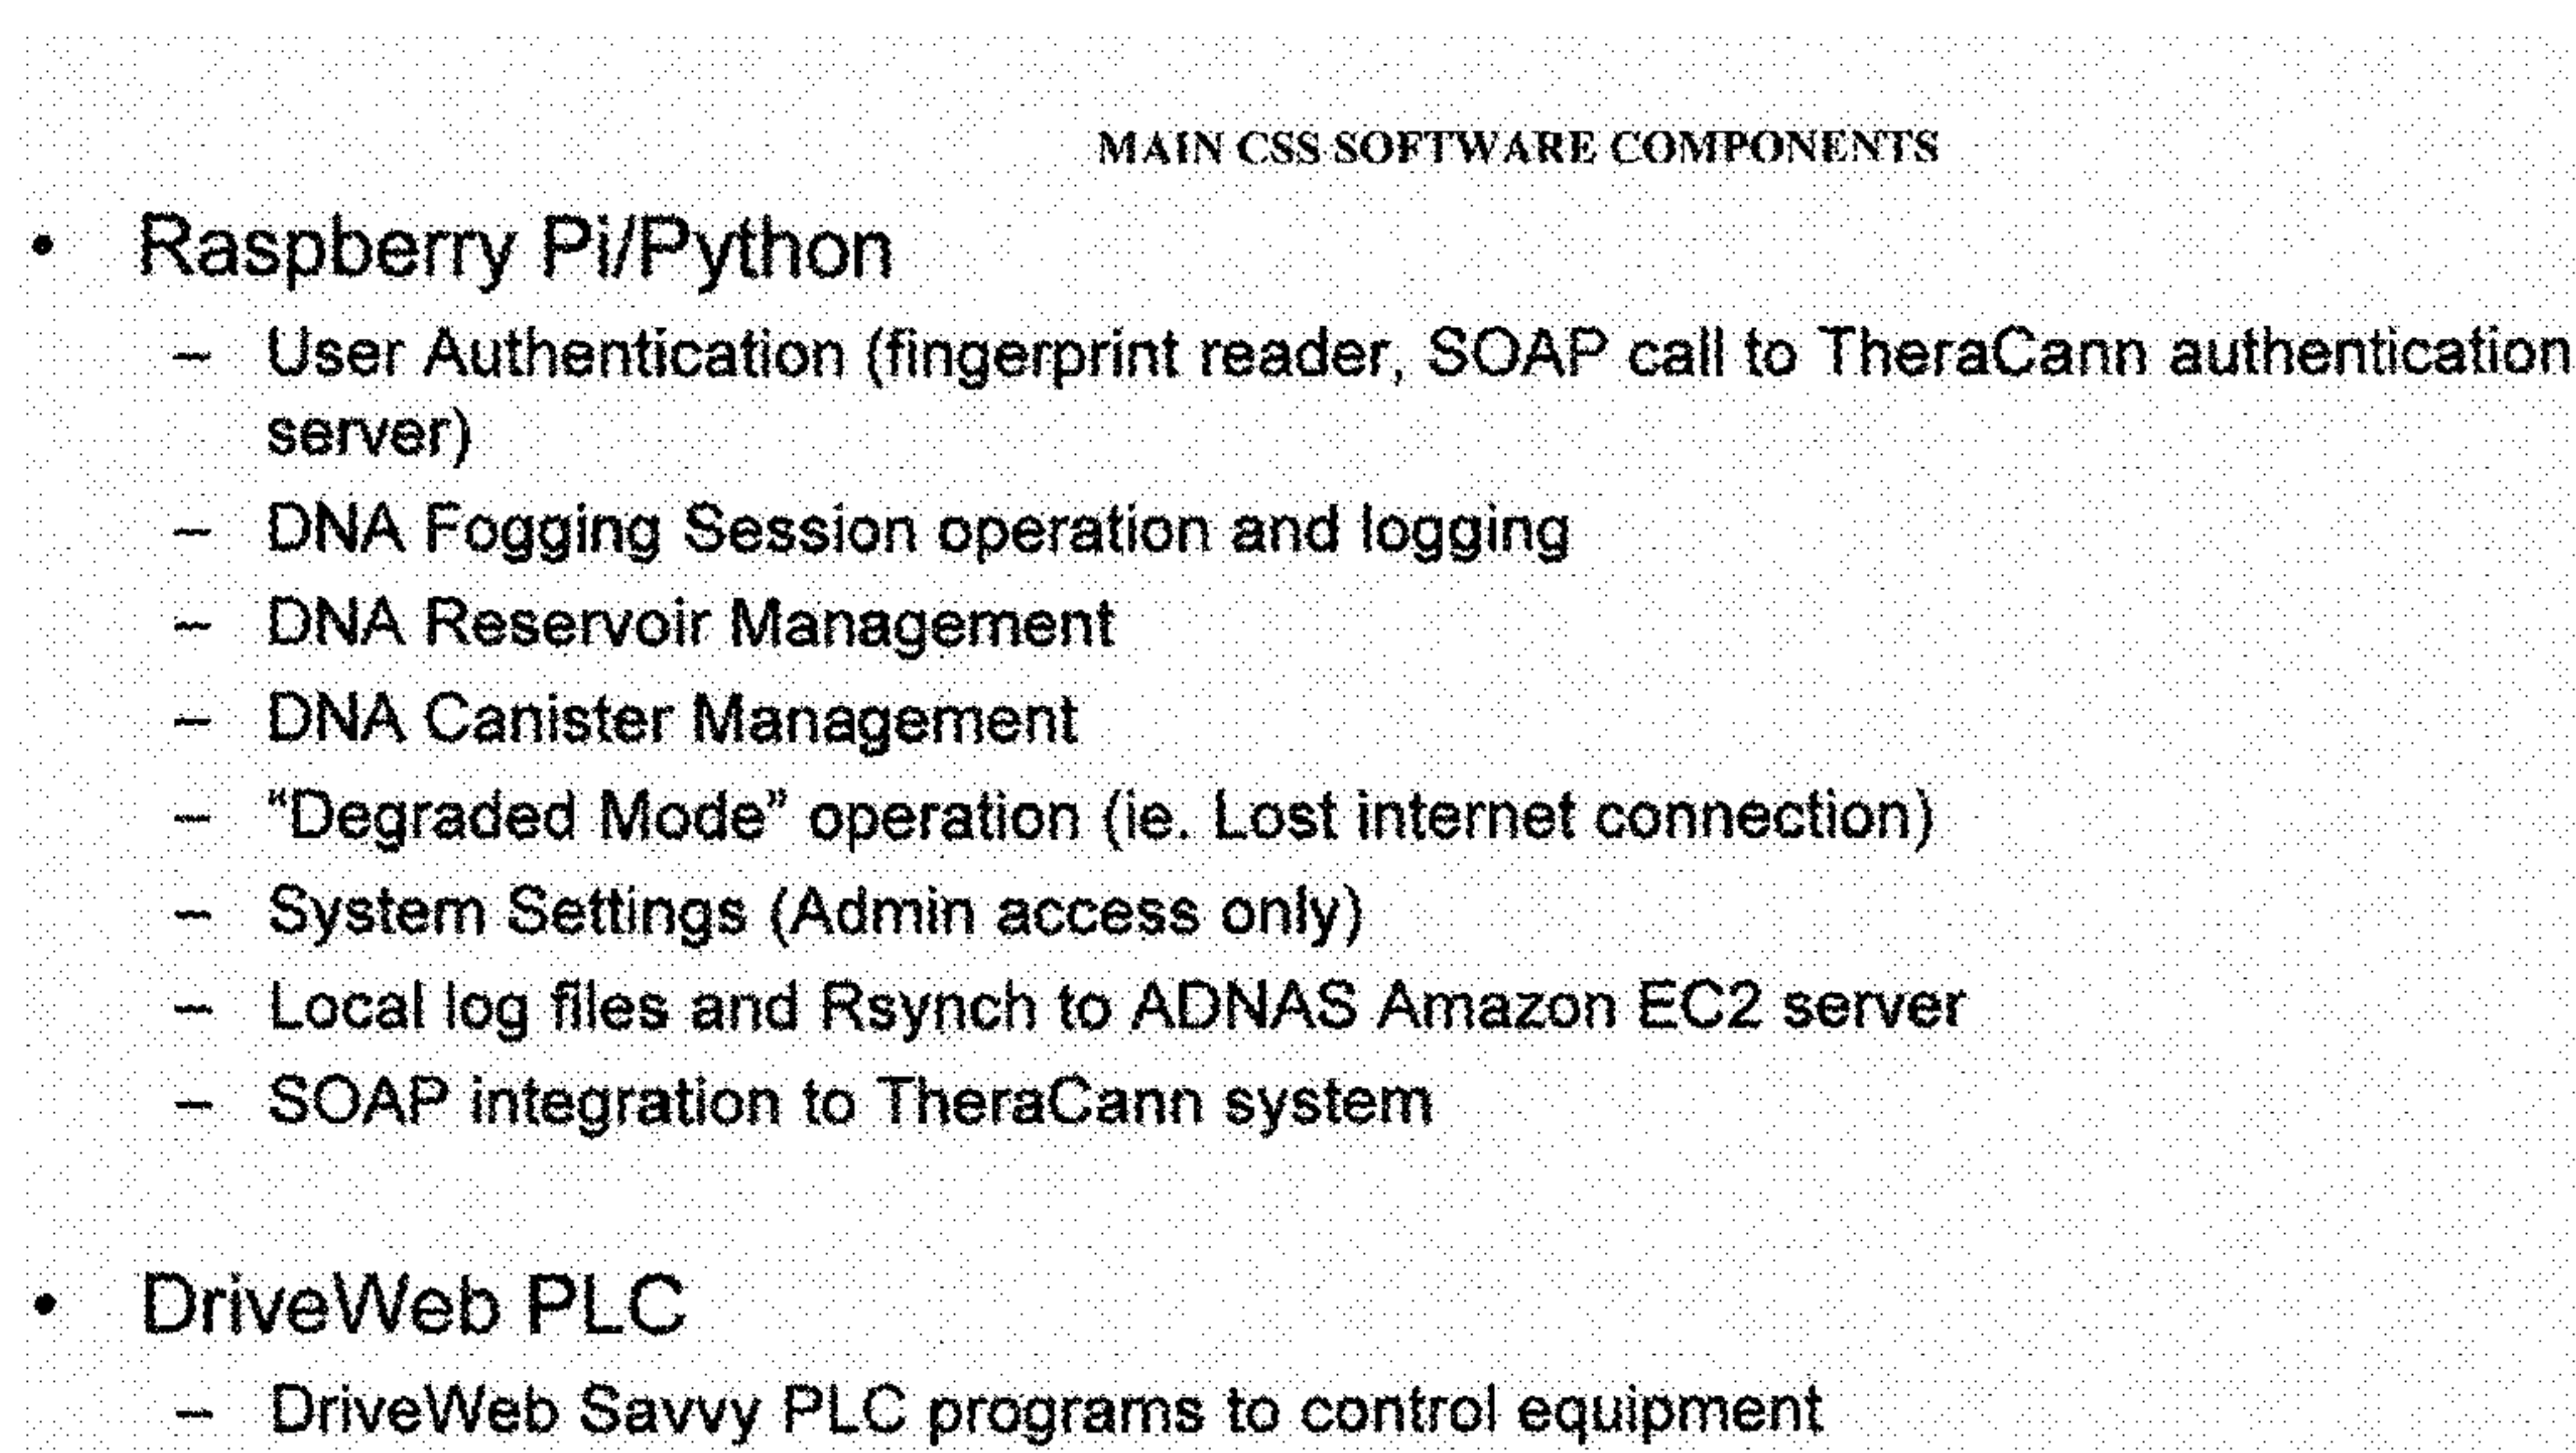 MAIN CSS SOFTWARE COMPONENTS
• Raspberry Pi/Python
– User Authentication (fingerprint reader, SOAP call to TheraCann authentication
server)
– DNA Fogging Session operation and logging
– DNA Reservoir Management
– DNA Canister Management
– “Degraded Mode” operation (ie. Lost internet connection)
– System Settings (Admin access only)
– Local log files and Rsynch to ADNAS Amazon EC2 server
– SOAP integration to TheraCann system
• DriveWeb PLC
– DriveWeb Savvy PLC programs to control equipment